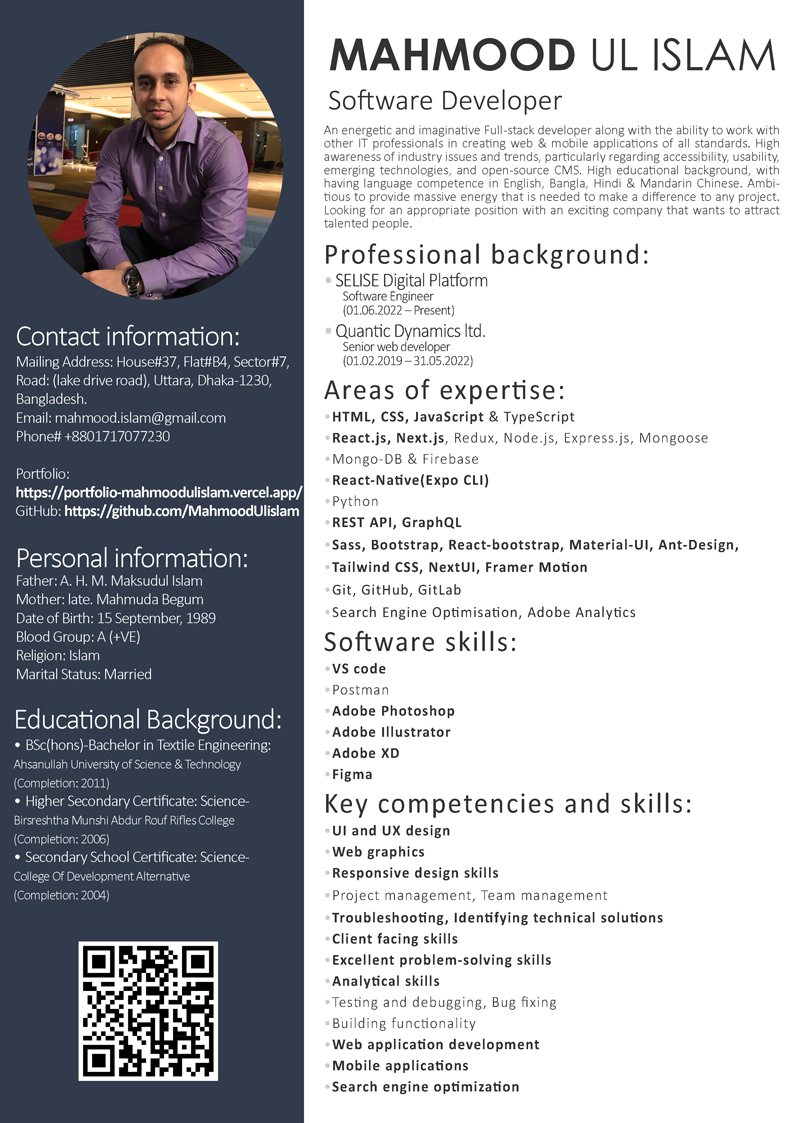 MAHMOOD UL ISLAM
Software Developer
An energetic and imaginative Full-stack developer along with the ability to work with
other IT professionals in creating web & mobile applications of all standards. High
awareness of industry issues and trends, particularly regarding accessibility, usability,
emerging technologies, and open-source CMS. High educational background, with
having language competence in English, Bangla, Hindi & Mandarin Chinese. Ambi-
tious to provide massive energy that is needed to make a difference to any project.
Looking for an appropriate position with an exciting company that wants to attract
talented people.
Professional background:
• SELISE Digital Platform
Software Engineer
(01.06.2022 – Present)
• Quantic Dynamics ltd.
Senior web developer
(01.02.2019 – 31.05.2022)
Areas of expertise:
• HTML, CSS, JavaScript & TypeScript
• React.js, Next.js, Redux, Node.js, Express.js, Mongoose
• Mongo-DB & Firebase
• React-Native(Expo CLI)
• Python
• REST API, GraphQL
• Sass, Bootstrap, React-bootstrap, Material-UI, Ant-Design,
• Tailwind CSS, NextUI, Framer Motion
• Git, GitHub, GitLab
• Search Engine Optimisation, Adobe Analytics
Software skills:
• VS code
• Postman
• Adobe Photoshop
• Adobe Illustrator
• Adobe XD
• Figma
Key competencies and skills:
• UI and UX design
• Web graphics
• Responsive design skills
• Project management, Team management
• Troubleshooting, Identifying technical solutions
• Client facing skills
• Excellent problem-solving skills
• Analytical skills
• Testing and debugging, Bug fixing
• Building functionality
• Web application development
• Mobile applications
• Search engine optimization
Contact information:
Mailing Address: House#37, Flat#B4, Sector#7,
Road: (lake drive road), Uttara, Dhaka-1230,
Bangladesh.
Email: mahmood.islam@gmail.com
Phone# +8801717077230
Portfolio:
https://portfolio-mahmoodulislam.vercel.app/
GitHub: https://github.com/MahmoodUlislam
Personal information:
Father: A. H. M. Maksudul Islam
Mother: late. Mahmuda Begum
Date of Birth: 15 September, 1989
Blood Group: A (+VE)
Religion: Islam
Marital Status: Married
Educational Background:
• BSc(hons)-Bachelor in Textile Engineering:
Ahsanullah University of Science & Technology
(Completion: 2011)
• Higher Secondary Certificate: Science-
Birsreshtha Munshi Abdur Rouf Rifles College
(Completion: 2006)
• Secondary School Certificate: Science-
College Of Development Alternative
(Completion: 2004)